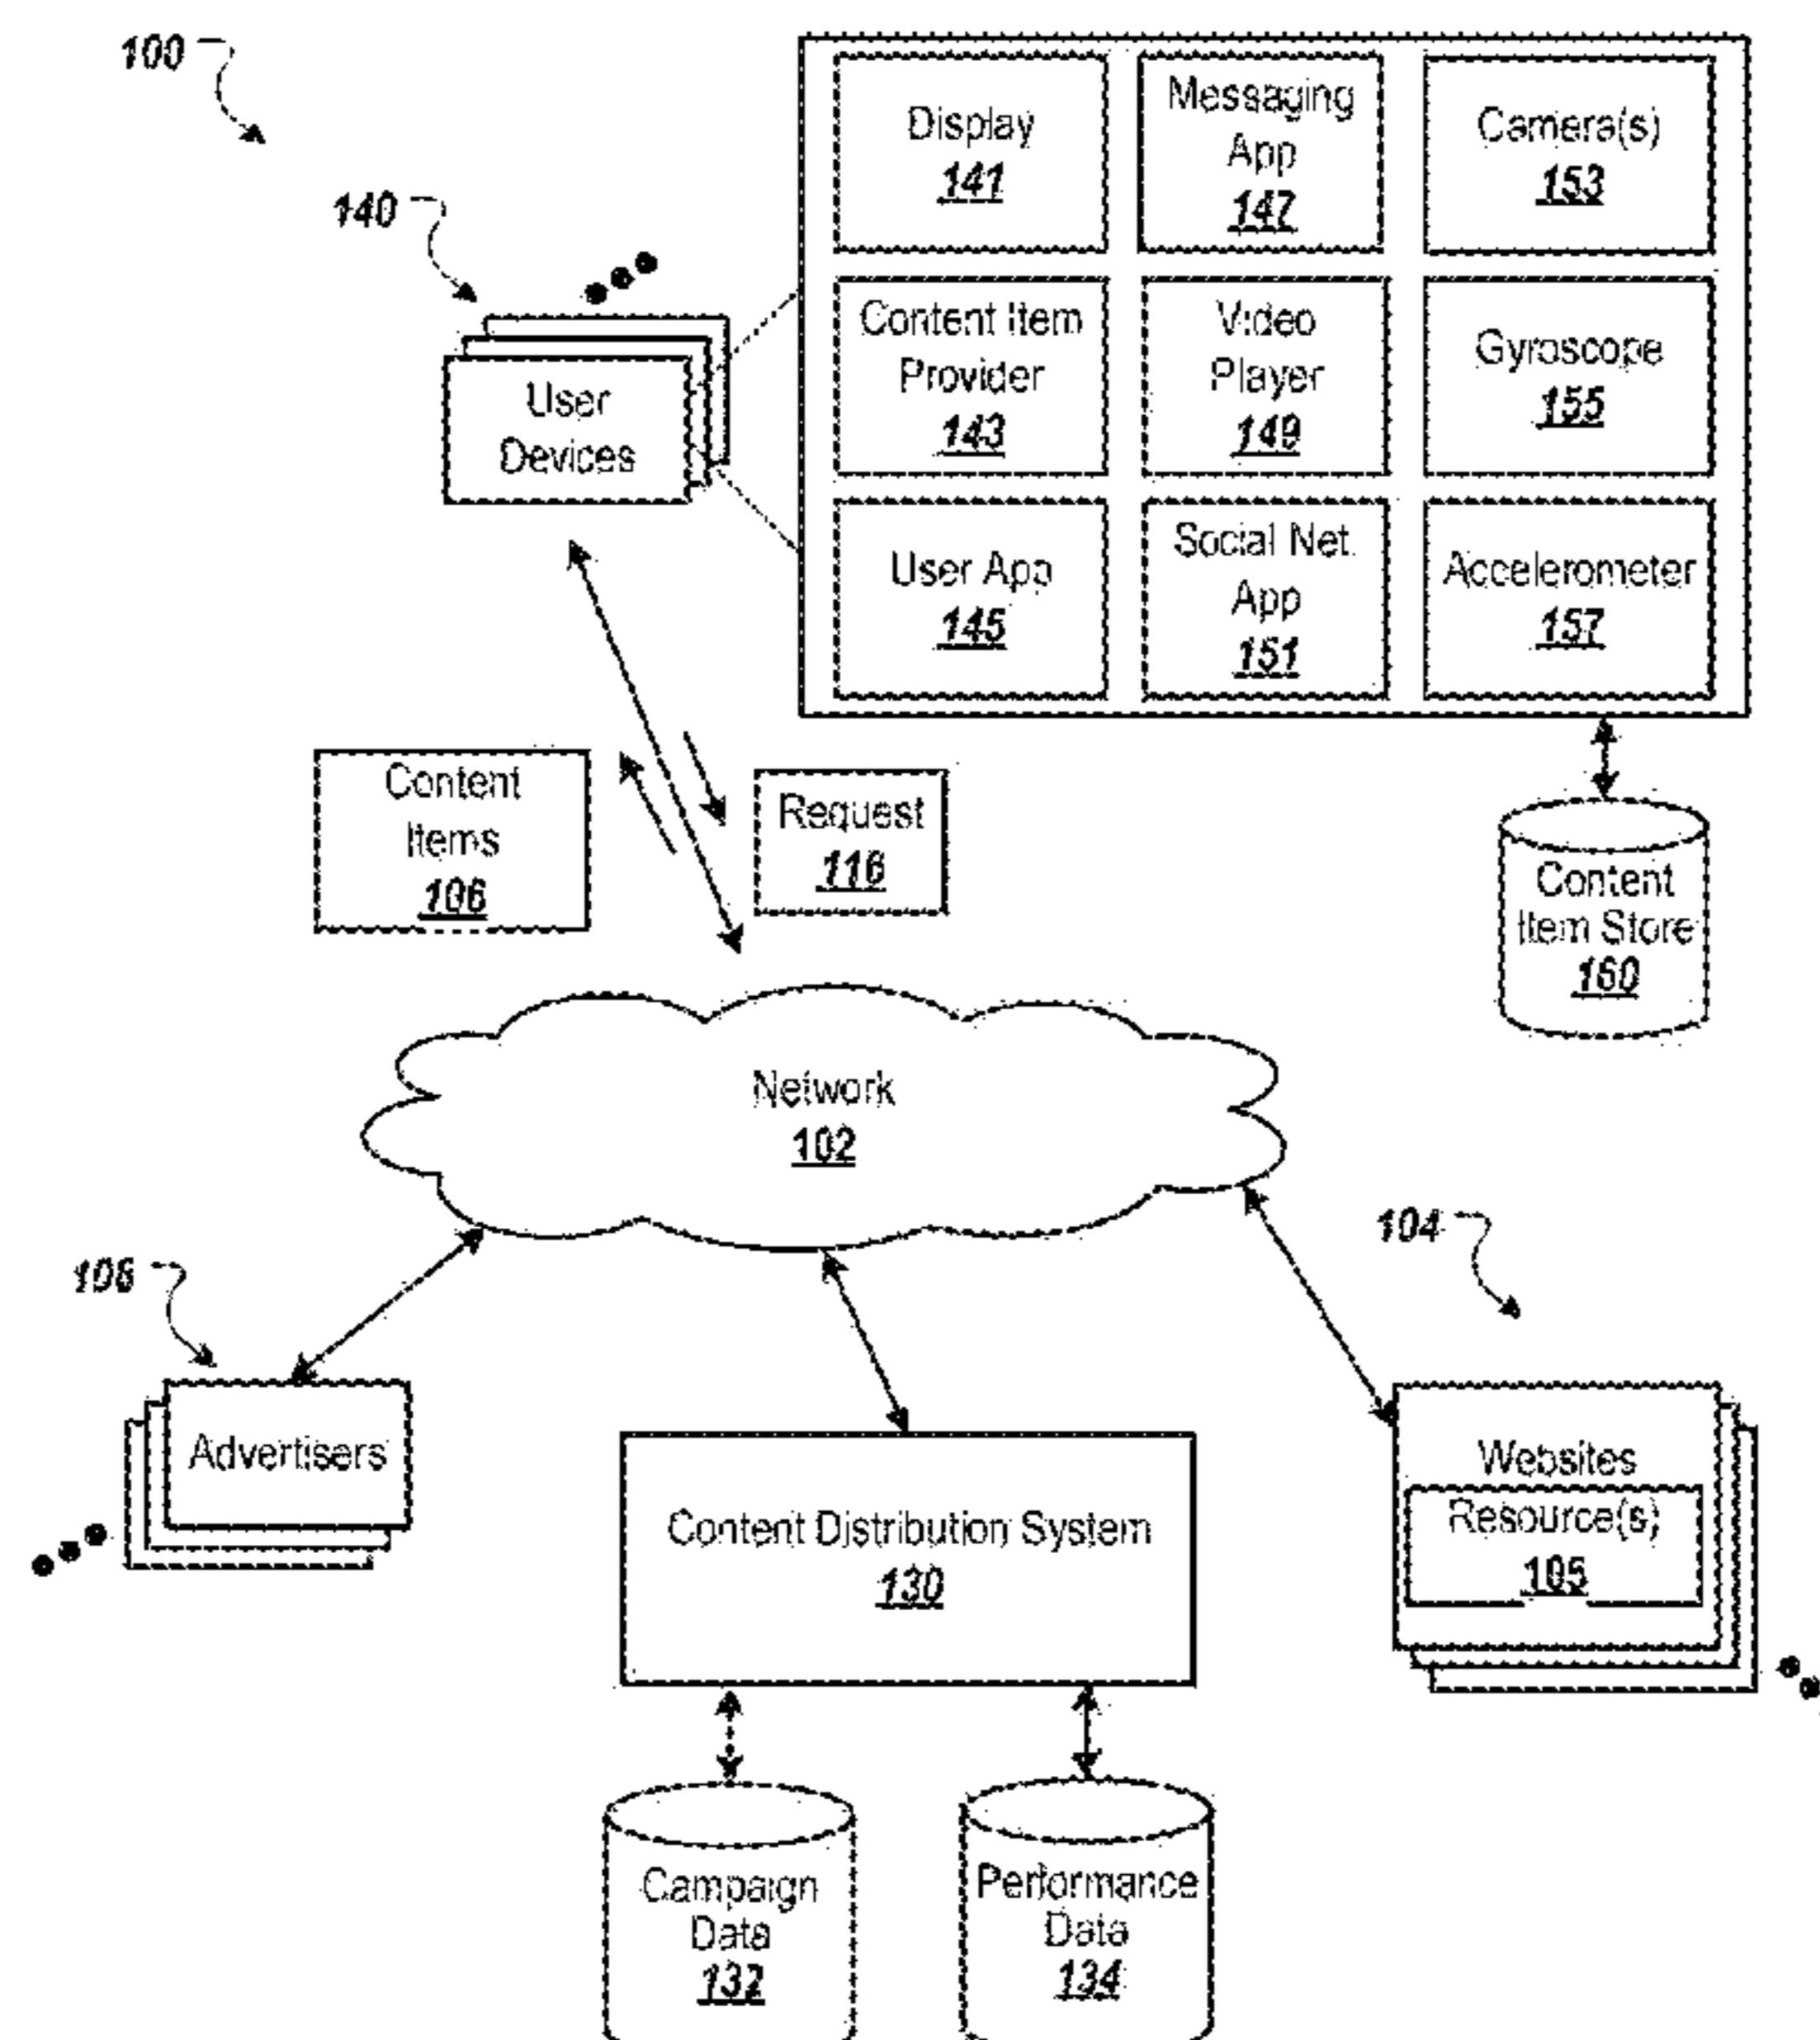 100
140
Display
141
Messaging
App
147
Camera(s)
153
Content Item
Provider
143
Video
Player
149
Gyroscope
155
User App
145
Social Net.
App
151
Accelerometer
157
User
Devices
Content
Items
106
Request
116
Content
Item Store
160
Network
102
108
104
Advertisers
Content Distribution System
130
Websites
Resource(s)
105
Campaign
Data
132
Performance
Data
134